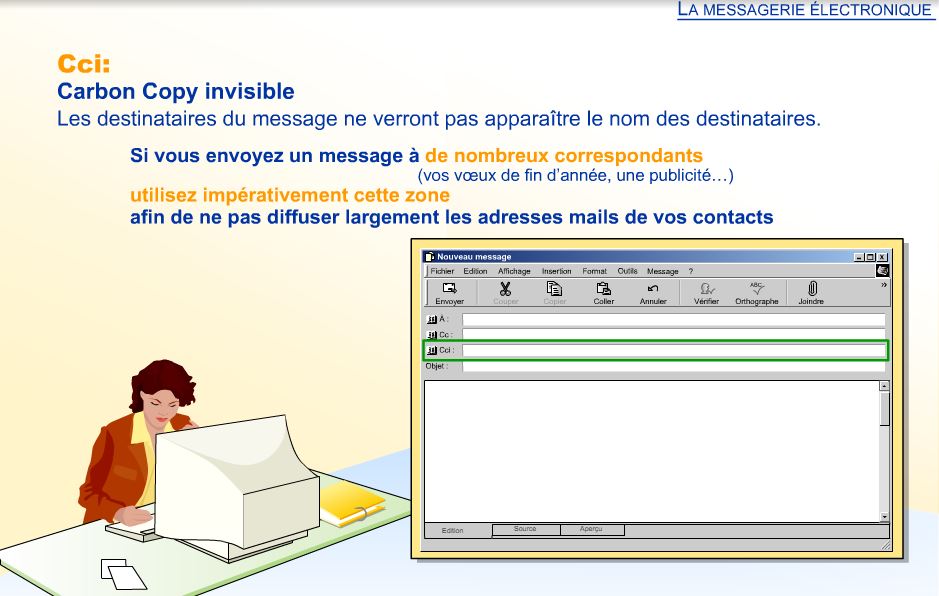 LA MESSAGERIE ÉLECTRONIQUE
Cci:
Carbon Copy invisible
Les destinataires du message ne verront pas apparaître le nom des destinataires.
Si vous envoyez un message à de nombreux correspondants
(vos vœux de fin d'année, une publicité…)
utilisez impérativement cette zone
afin de ne pas diffuser largement les adresses mails de vos contacts
Nouveau message
Fichier Edition Affichage Insertion Format Outils Message ?
Envoyer Couper Copier Coller Annuler Vérifier Orthographe Joindre
À :
Cc :
Cci :
Objet :
Edition Source Aperçu